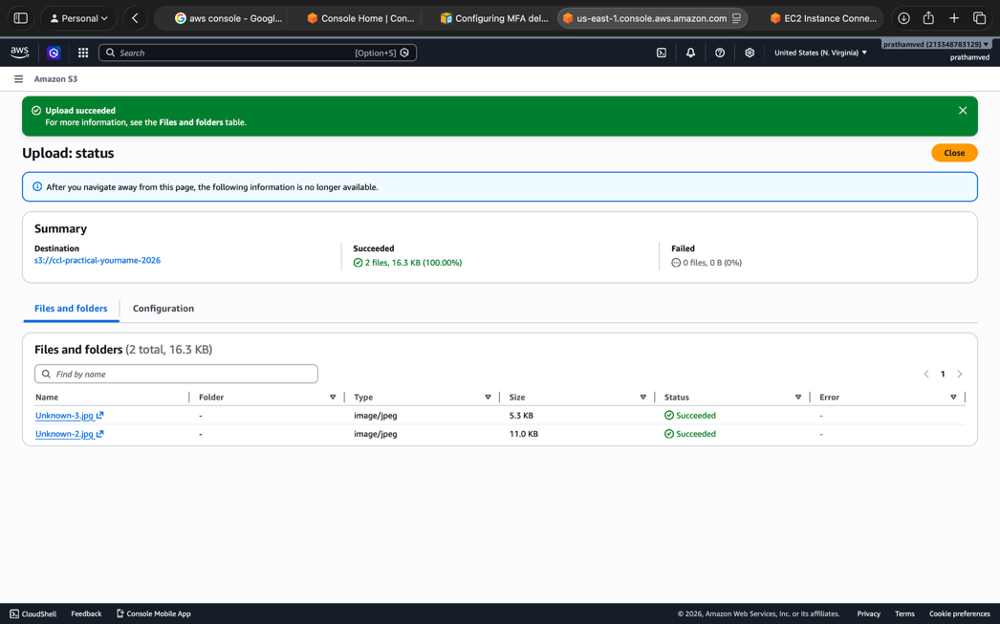 Personal
aws console - Googl...
Console Home | Con...
Configuring MFA del...
us-east-1.console.aws.amazon.com
EC2 Instance Conne...
aws
Search
[Option+S]
United States (N. Virginia)
prathamved (213348783129)
prathamved
Amazon S3
Upload succeeded
For more information, see the Files and folders table.
Upload: status
Close
After you navigate away from this page, the following information is no longer available.
Summary
Destination
s3://ccl-practical-yourname-2026
Succeeded
2 files, 16.3 KB (100.00%)
Failed
0 files, 0 B (0%)
Files and folders
Configuration
Files and folders (2 total, 16.3 KB)
Find by name
1
Name Folder Type Size Status Error
Unknown-3.jpg - image/jpeg 5.3 KB Succeeded -
Unknown-2.jpg - image/jpeg 11.0 KB Succeeded -
CloudShell Feedback Console Mobile App © 2026, Amazon Web Services, Inc. or its affiliates. Privacy Terms Cookie preferences